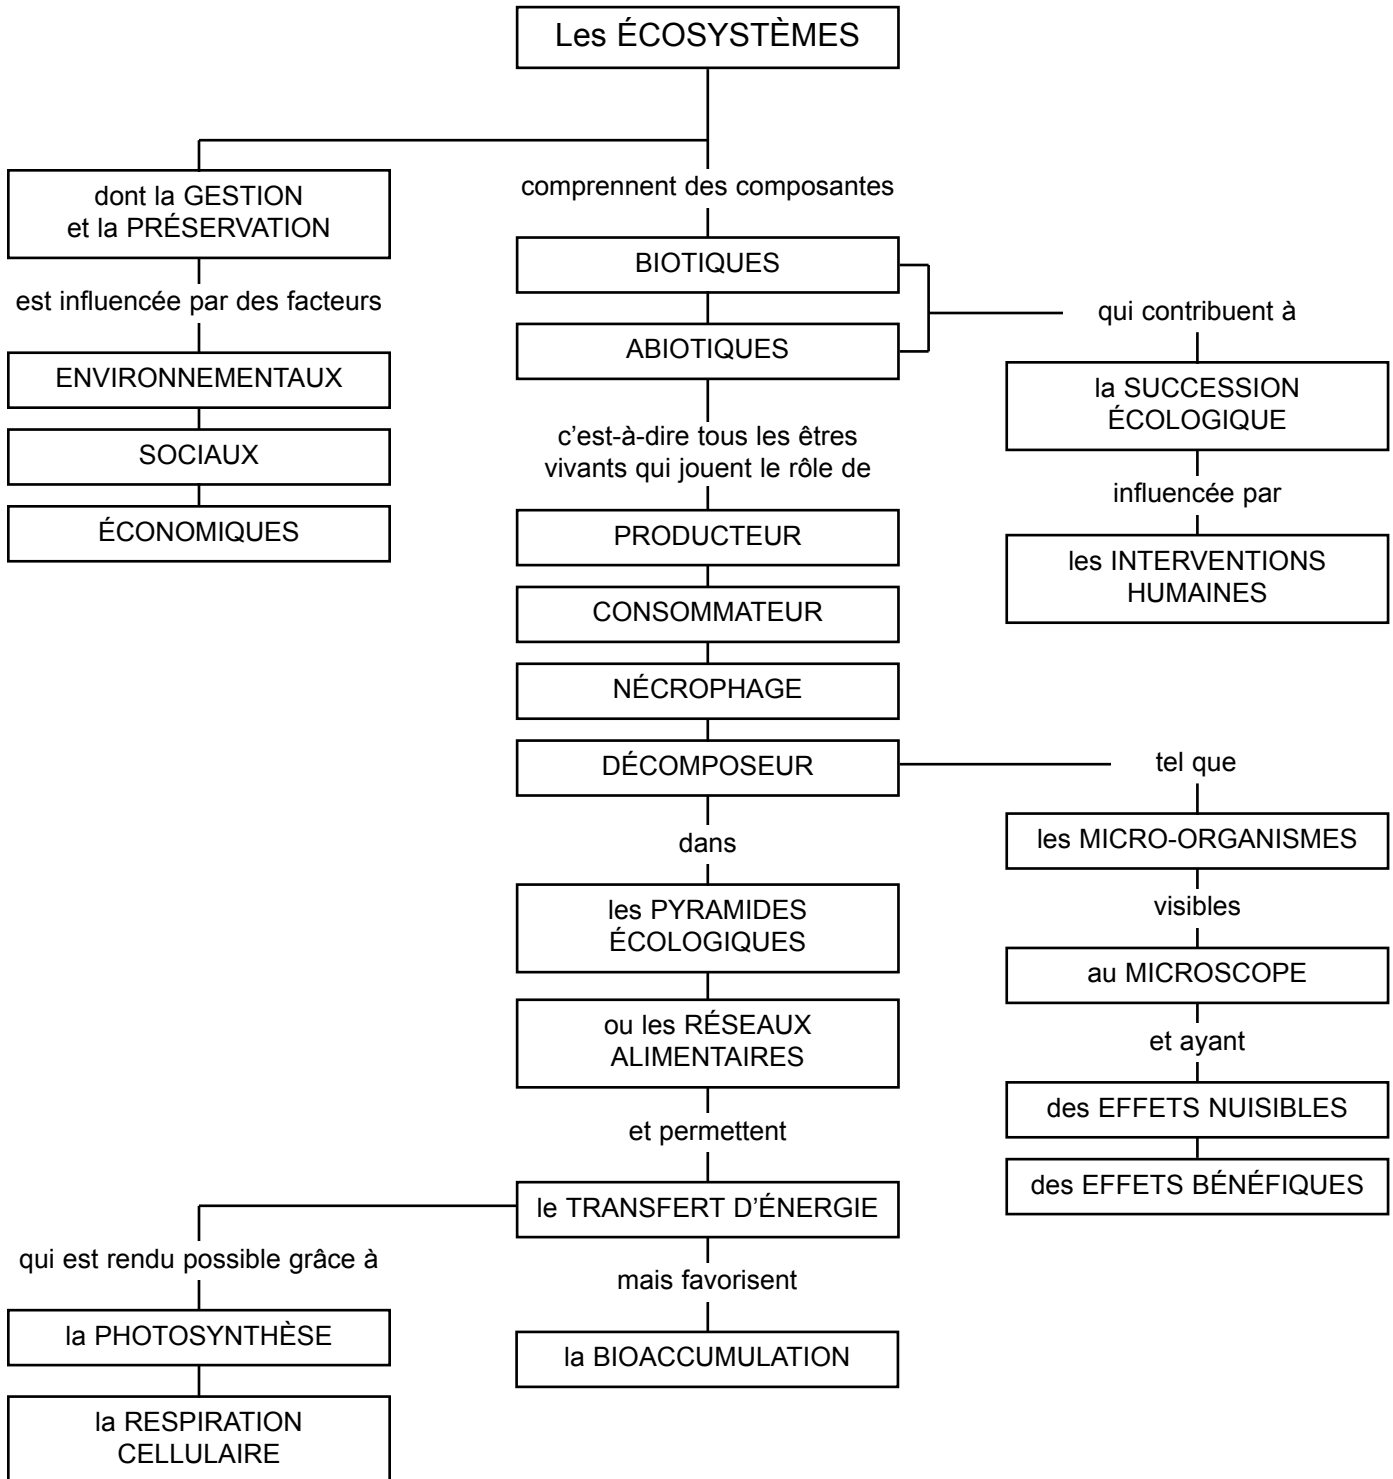 Les ÉCOSYSTÈMES
dont la GESTION
et la PRÉSERVATION
est influencée par des facteurs
ENVIRONNEMENTAUX
SOCIAUX
ÉCONOMIQUES
comprennent des composantes
BIOTIQUES
ABIOTIQUES
qui contribuent à
la SUCCESSION
ÉCOLOGIQUE
influencée par
les INTERVENTIONS
HUMAINES
c'est-à-dire tous les êtres
vivants qui jouent le rôle de
PRODUCTEUR
CONSOMMATEUR
NÉCROPHAGE
DÉCOMPOSEUR
tel que
les MICRO-ORGANISMES
visibles
au MICROSCOPE
et ayant
des EFFETS NUISIBLES
des EFFETS BÉNÉFIQUES
dans
les PYRAMIDES
ÉCOLOGIQUES
ou les RÉSEAUX
ALIMENTAIRES
et permettent
le TRANSFERT D'ÉNERGIE
qui est rendu possible grâce à
la PHOTOSYNTHÈSE
la RESPIRATION
CELLULAIRE
mais favorisent
la BIOACCUMULATION